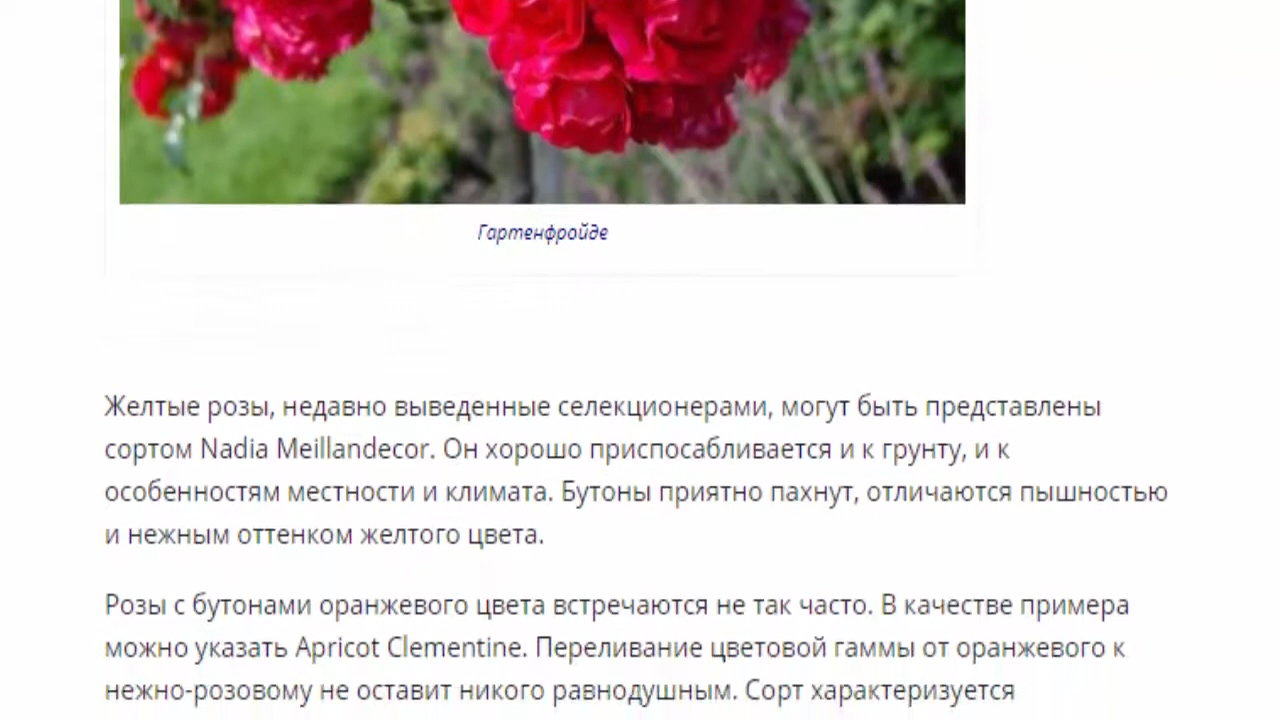 Гартенфройде
Желтые розы, недавно выведенные селекционерами, могут быть представлены
сортом Nadia Meillandecor. Он хорошо приспосабливается и к грунту, и к
особенностям местности и климата. Бутоны приятно пахнут, отличаются пышностью
и нежным оттенком желтого цвета.
Розы с бутонами оранжевого цвета встречаются не так часто. В качестве примера
можно указать Apricot Clementine. Переливание цветовой гаммы от оранжевого к
нежно-розовому не оставит никого равнодушным. Сорт характеризуется